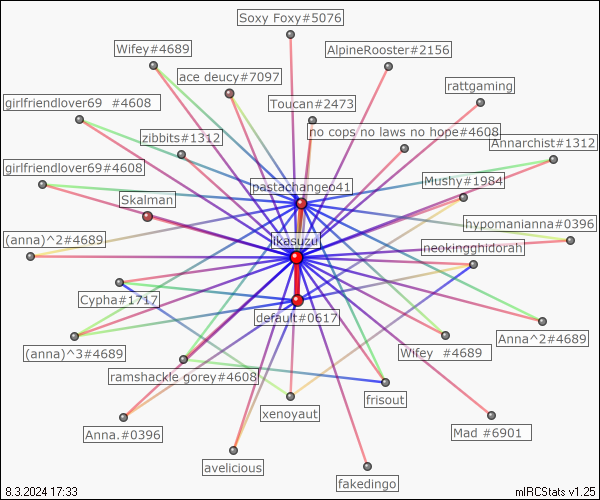 Soxy Foxy#5076
Wifey#4689
AlpineRooster#2156
ace deucy#7097
rattgaming
girlfriendlover69  #4608
Toucan#2473
zibbits#1312
no cops no laws no hope#4608
Annarchist#1312
girlfriendlover69#4608
pastachangeo41
Mushy#1984
Skalman
hypomanianna#0396
(anna)^2#4689
ikasuzu
neokingghidorah
Cypha#1717
default#0617
Anna^2#4689
(anna)^3#4689
Wifey  #4689
ramshackle gorey#4608
frisout
xenoyaut
Anna.#0396
Mad #6901
avelicious
fakedingo
8.3.2024 17:33
mIRCStats v1.25